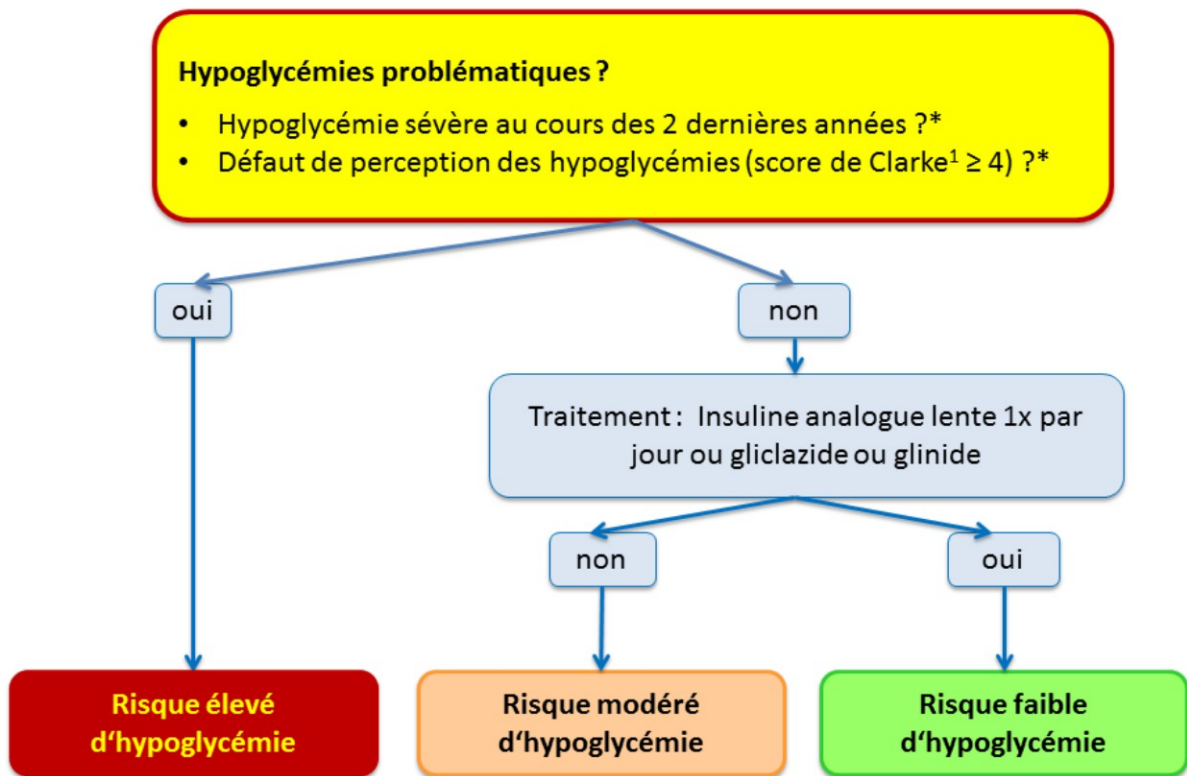 Hypoglycémies problématiques ?
• Hypoglycémie sévère au cours des 2 dernières années ?*
• Défaut de perception des hypoglycémies (score de Clarke¹ ≥ 4) ?*
oui
non
Traitement : Insuline analogue lente 1x par
jour ou gliclazide ou glinide
non
oui
Risque élevé
d‘hypoglycémie
Risque modéré
d‘hypoglycémie
Risque faible
d‘hypoglycémie